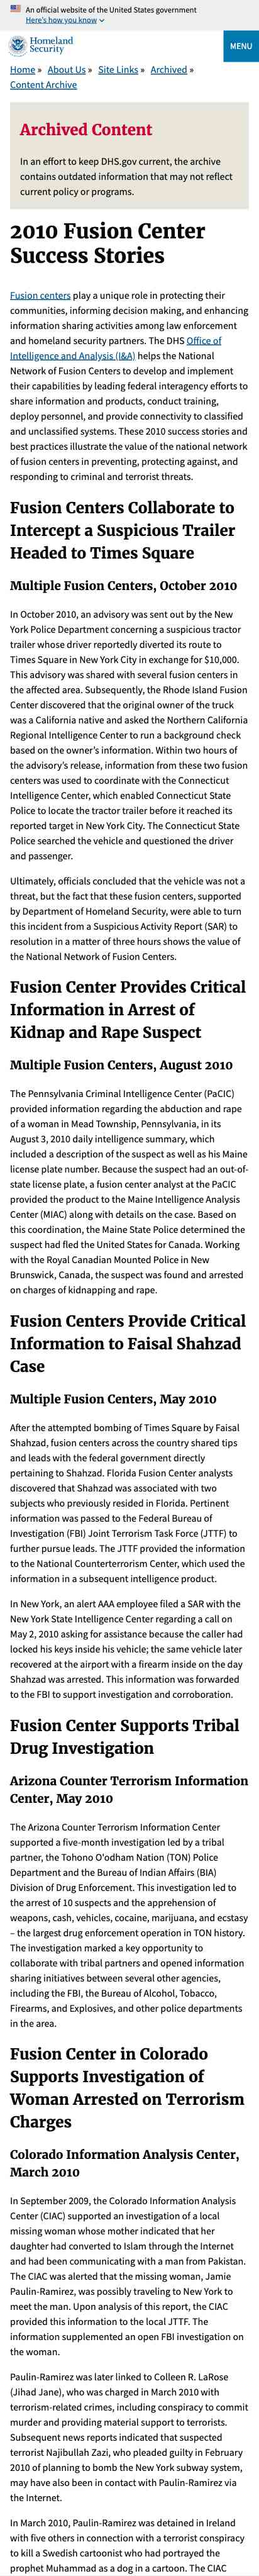 An official website of the United States government
Here's how you know
Homeland
Security
MENU
Home » About Us » Site Links » Archived »
Content Archive
Archived Content
In an effort to keep DHS.gov current, the archive
contains outdated information that may not reflect
current policy or programs.
2010 Fusion Center
Success Stories
Fusion centers play a unique role in protecting their
communities, informing decision making, and enhancing
information sharing activities among law enforcement
and homeland security partners. The DHS Office of
Intelligence and Analysis (I&A) helps the National
Network of Fusion Centers to develop and implement
their capabilities by leading federal interagency efforts to
share information and products, conduct training,
deploy personnel, and provide connectivity to classified
and unclassified systems. These 2010 success stories and
best practices illustrate the value of the national network
of fusion centers in preventing, protecting against, and
responding to criminal and terrorist threats.
Fusion Centers Collaborate to
Intercept a Suspicious Trailer
Headed to Times Square
Multiple Fusion Centers, October 2010
In October 2010, an advisory was sent out by the New
York Police Department concerning a suspicious tractor
trailer whose driver reportedly diverted its route to
Times Square in New York City in exchange for $10,000.
This advisory was shared with several fusion centers in
the affected area. Subsequently, the Rhode Island Fusion
Center discovered that the original owner of the truck
was a California native and asked the Northern California
Regional Intelligence Center to run a background check
based on the owner's information. Within two hours of
the advisory's release, information from these two fusion
centers was used to coordinate with the Connecticut
Intelligence Center, which enabled Connecticut State
Police to locate the tractor trailer before it reached its
reported target in New York City. The Connecticut State
Police searched the vehicle and questioned the driver
and passenger.
Ultimately, officials concluded that the vehicle was not a
threat, but the fact that these fusion centers, supported
by Department of Homeland Security, were able to turn
this incident from a Suspicious Activity Report (SAR) to
resolution in a matter of three hours shows the value of
the National Network of Fusion Centers.
Fusion Center Provides Critical
Information in Arrest of
Kidnap and Rape Suspect
Multiple Fusion Centers, August 2010
The Pennsylvania Criminal Intelligence Center (PaCIC)
provided information regarding the abduction and rape
of a woman in Mead Township, Pennsylvania, in its
August 3, 2010 daily intelligence summary, which
included a description of the suspect as well as his Maine
license plate number. Because the suspect had an out-of-
state license plate, a fusion center analyst at the PaCIC
provided the product to the Maine Intelligence Analysis
Center (MIAC) along with details on the case. Based on
this coordination, the Maine State Police determined the
suspect had fled the United States for Canada. Working
with the Royal Canadian Mounted Police in New
Brunswick, Canada, the suspect was found and arrested
on charges of kidnapping and rape.
Fusion Centers Provide Critical
Information to Faisal Shahzad
Case
Multiple Fusion Centers, May 2010
After the attempted bombing of Times Square by Faisal
Shahzad, fusion centers across the country shared tips
and leads with the federal government directly
pertaining to Shahzad. Florida Fusion Center analysts
discovered that Shahzad was associated with two
subjects who previously resided in Florida. Pertinent
information was passed to the Federal Bureau of
Investigation (FBI) Joint Terrorism Task Force (JTTF) to
further pursue leads. The JTTF provided the information
to the National Counterterrorism Center, which used the
information in a subsequent intelligence product.
In New York, an alert AAA employee filed a SAR with the
New York State Intelligence Center regarding a call on
May 2, 2010 asking for assistance because the caller had
locked his keys inside his vehicle; the same vehicle later
recovered at the airport with a firearm inside on the day
Shahzad was arrested. This information was forwarded
to the FBI to support investigation and corroboration.
Fusion Center Supports Tribal
Drug Investigation
Arizona Counter Terrorism Information
Center, May 2010
The Arizona Counter Terrorism Information Center
supported a five-month investigation led by a tribal
partner, the Tohono O'odham Nation (TON) Police
Department and the Bureau of Indian Affairs (BIA)
Division of Drug Enforcement. This investigation led to
the arrest of 10 suspects and the apprehension of
weapons, cash, vehicles, cocaine, marijuana, and ecstasy
– the largest drug enforcement operation in TON history.
The investigation marked a key opportunity to
collaborate with tribal partners and opened information
sharing initiatives between several other agencies,
including the FBI, the Bureau of Alcohol, Tobacco,
Firearms, and Explosives, and other police departments
in the area.
Fusion Center in Colorado
Supports Investigation of
Woman Arrested on Terrorism
Charges
Colorado Information Analysis Center,
March 2010
In September 2009, the Colorado Information Analysis
Center (CIAC) supported an investigation of a local
missing woman whose mother indicated that her
daughter had converted to Islam through the Internet
and had been communicating with a man from Pakistan.
The CIAC was alerted that the missing woman, Jamie
Paulin-Ramirez, was possibly traveling to New York to
meet the man. Upon analysis of this report, the CIAC
provided this information to the local JTTF. The
information supplemented an open FBI investigation on
the woman.
Paulin-Ramirez was later linked to Colleen R. LaRose
(Jihad Jane), who was charged in March 2010 with
terrorism-related crimes, including conspiracy to commit
murder and providing material support to terrorists.
Subsequent news reports indicated that suspected
terrorist Najibullah Zazi, who pleaded guilty in February
2010 of planning to bomb the New York subway system,
may have also been in contact with Paulin-Ramirez via
the Internet.
In March 2010, Paulin-Ramirez was detained in Ireland
with five others in connection with a terrorist conspiracy
to kill a Swedish cartoonist who had portrayed the
prophet Muhammad as a dog in a cartoon. The CIAC